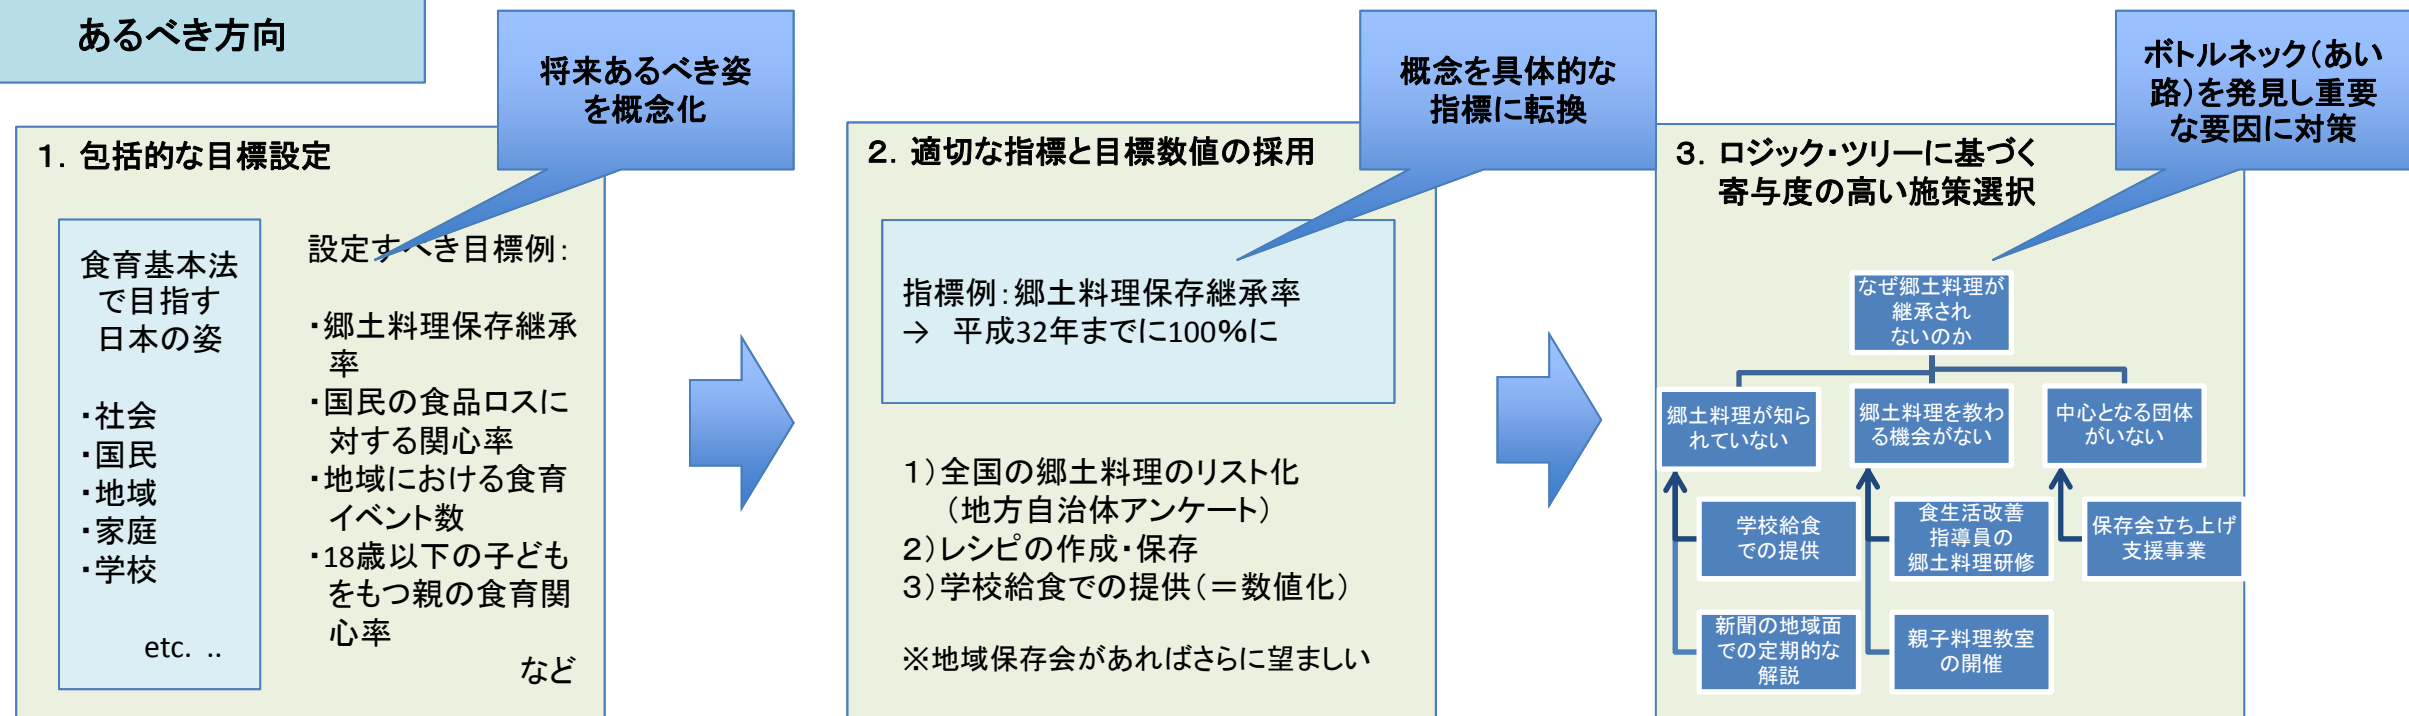 あるべき方向
将来あるべき姿
を概念化
1．包括的な目標設定
食育基本法
で目指す
日本の姿
・社会
・国民
・地域
・家庭
・学校
etc. ..
設定すべき目標例：
・郷土料理保存継承
率
・国民の食品ロスに
対する関心率
・地域における食育
イベント数
・18歳以下の子ども
をもつ親の食育関
心率
など
概念を具体的な
指標に転換
2．適切な指標と目標数値の採用
指標例：郷土料理保存継承率
→ 平成32年までに100%に
1）全国の郷土料理のリスト化
（地方自治体アンケート）
2）レシピの作成・保存
3）学校給食での提供（＝数値化）
※地域保存会があればさらに望ましい
ボトルネック（あい
路）を発見し重要
な要因に対策
3．ロジック・ツリーに基づく
寄与度の高い施策選択
なぜ郷土料理が
継承され
ないのか
郷土料理が知ら
れていない
郷土料理を教わ
る機会がない
中心となる団体
がいない
学校給食
での提供
食生活改善
指導員の
郷土料理研修
保存会立ち上げ
支援事業
新聞の地域面
での定期的な
解説
親子料理教室
の開催